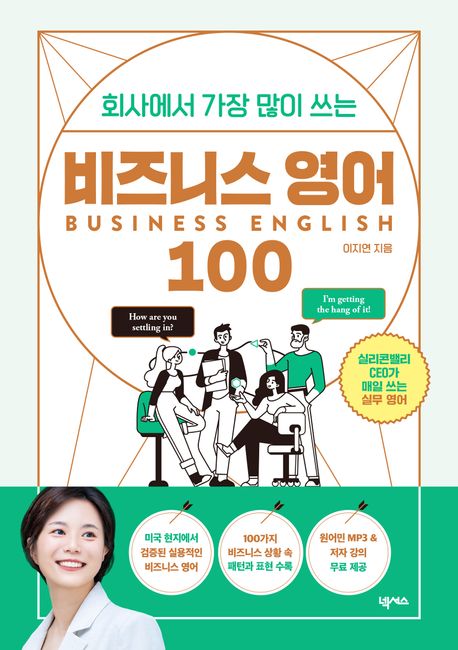 회사에서 가장 많이 쓰는
비즈니스 영어
BUSINESS ENGLISH
100
이지연 지음
How are you
settling in?
I'm getting
the hang of it!
실리콘밸리
CEO가
매일 쓰는
실무 영어
미국 현지에서
검증된 실용적인
비즈니스 영어
100가지
비즈니스 상황 속
패턴과 표현 수록
원어민 MP3 &
저자 강의
무료 제공
넥서스